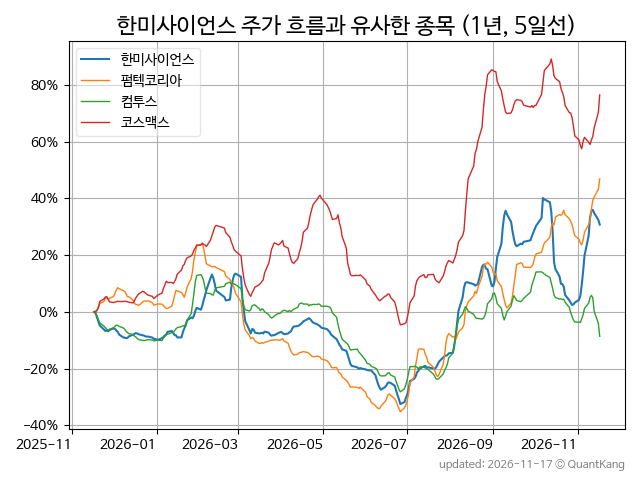 한미사이언스 주가 흐름과 유사한 종목 (1년, 5일선)
한미사이언스
펌텍코리아
컴투스
코스맥스
80%
60%
40%
20%
0%
−20%
−40%
2025-11
2026-01
2026-03
2026-05
2026-07
2026-09
2026-11
updated: 2026-11-17 © QuantKang